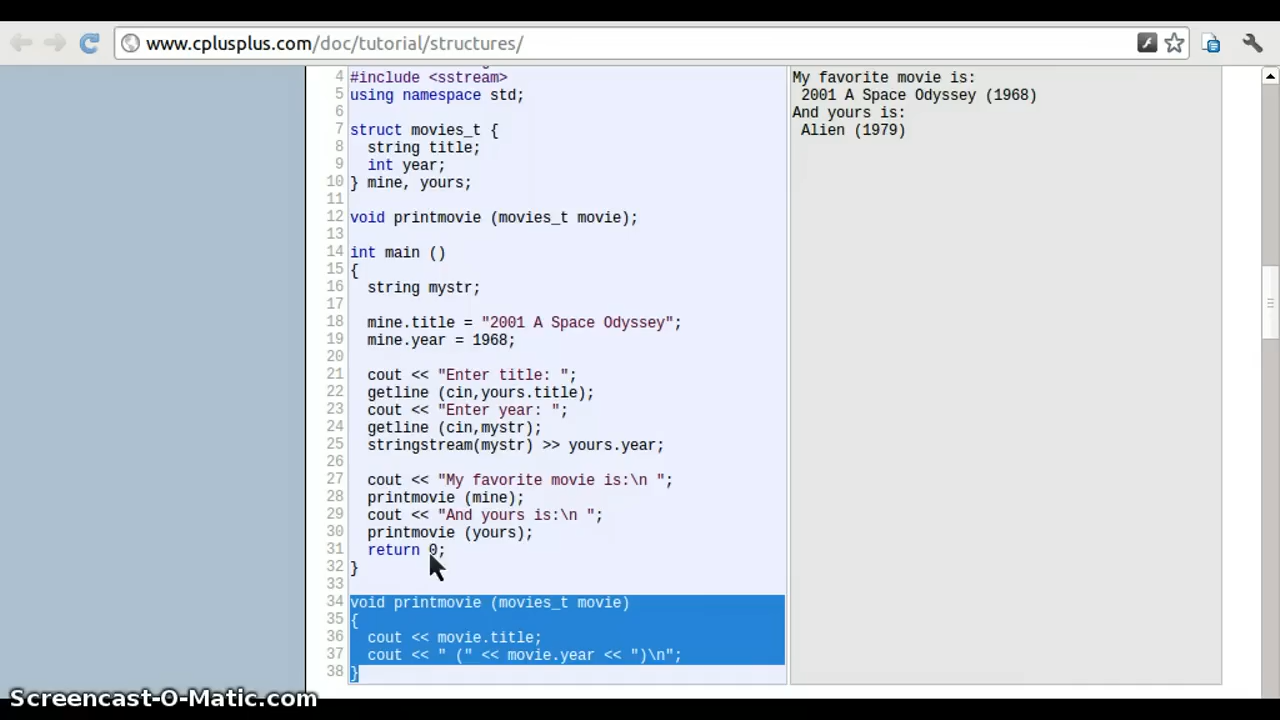 www.cplusplus.com/doc/tutorial/structures/
4 #include <sstream>
5 using namespace std;
6
7 struct movies_t {
8   string title;
9   int year;
10 } mine, yours;
11
12 void printmovie (movies_t movie);
13
14 int main ()
15 {
16   string mystr;
17
18   mine.title = "2001 A Space Odyssey";
19   mine.year = 1968;
20
21   cout << "Enter title: ";
22   getline (cin,yours.title);
23   cout << "Enter year: ";
24   getline (cin,mystr);
25   stringstream(mystr) >> yours.year;
26
27   cout << "My favorite movie is:\n ";
28   printmovie (mine);
29   cout << "And yours is:\n ";
30   printmovie (yours);
31   return 0;
32 }
33
34 void printmovie (movies_t movie)
35 {
36   cout << movie.title;
37   cout << " (" << movie.year << ")\n";
38 }
My favorite movie is:
 2001 A Space Odyssey (1968)
And yours is:
 Alien (1979)
Screencast-O-Matic.com